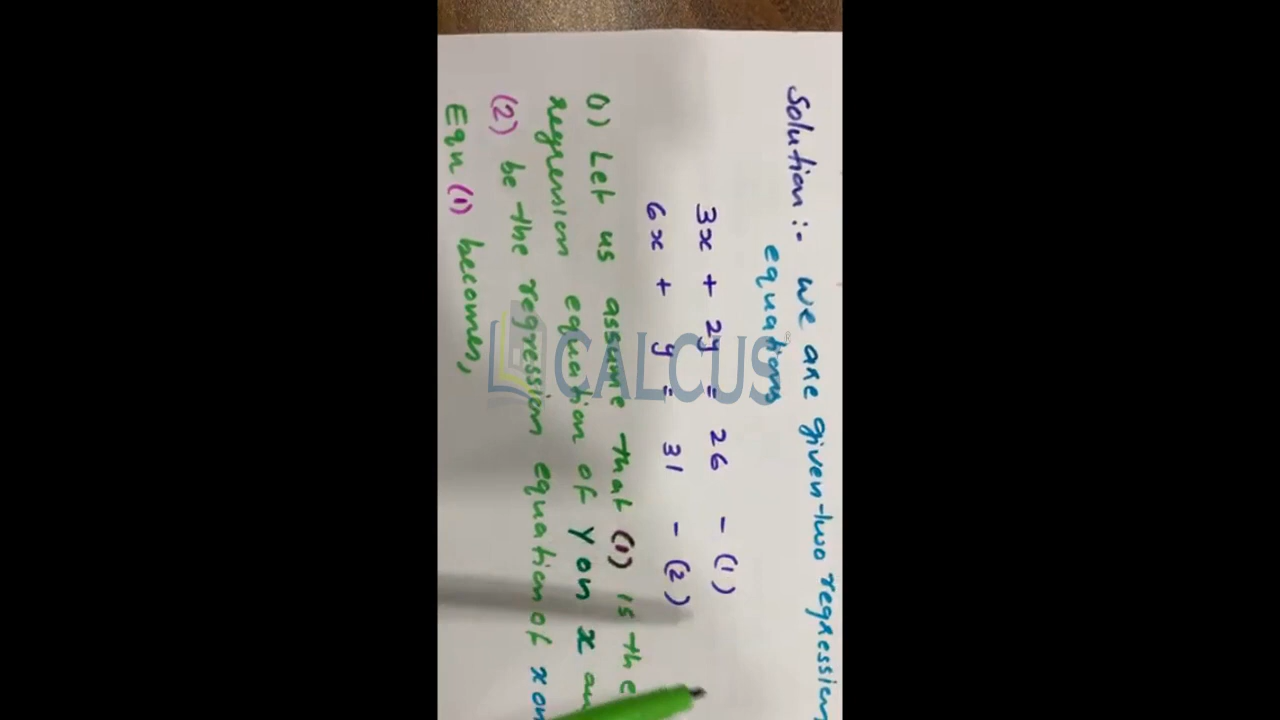 Solution :- we are given two regression
equations
3x + 2y = 26 - (1)
6x + y = 31 - (2)
0) Let us assume that (1) is the
regression equation of y on x
(2) be the regression equation of x on
Eqn (1) becomes,
CALCUS